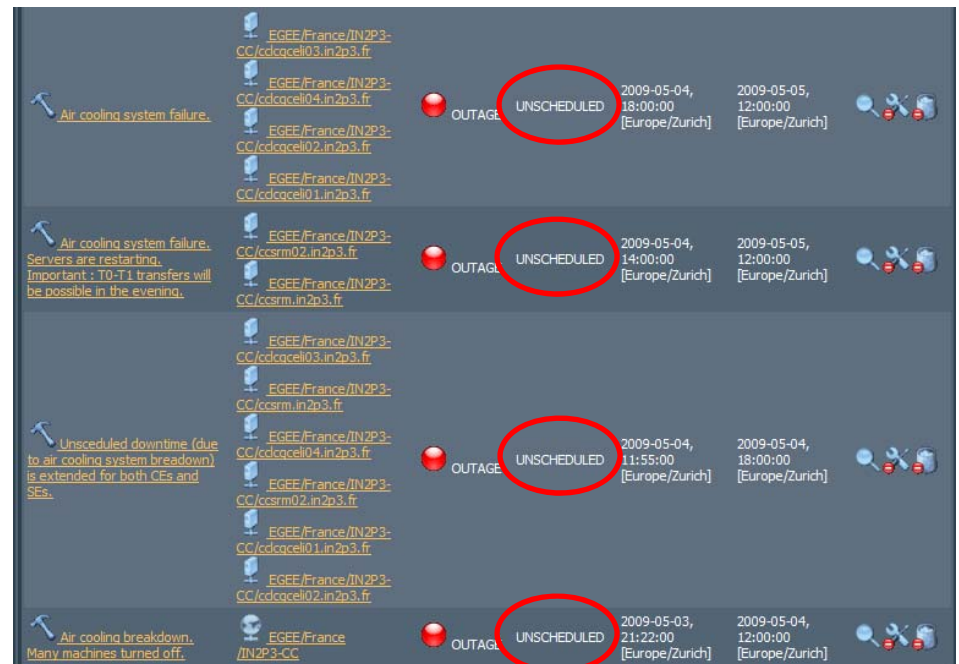 Air cooling system failure.
EGEE/France/IN2P3-
CC/cclcgceli03.in2p3.fr
EGEE/France/IN2P3-
CC/cclcgceli04.in2p3.fr
EGEE/France/IN2P3-
CC/cclcgceli02.in2p3.fr
EGEE/France/IN2P3-
CC/cclcgceli01.in2p3.fr
OUTAGE
UNSCHEDULED
2009-05-04,
18:00:00
[Europe/Zurich]
2009-05-05,
12:00:00
[Europe/Zurich]
Air cooling system failure.
Servers are restarting.
Important : T0-T1 transfers will
be possible in the evening.
EGEE/France/IN2P3-
CC/ccsrm02.in2p3.fr
EGEE/France/IN2P3-
CC/ccsrm.in2p3.fr
OUTAGE
UNSCHEDULED
2009-05-04,
14:00:00
[Europe/Zurich]
2009-05-05,
12:00:00
[Europe/Zurich]
Unsceduled downtime (due
to air cooling system breadown)
is extended for both CEs and
SEs.
EGEE/France/IN2P3-
CC/cclcgceli03.in2p3.fr
EGEE/France/IN2P3-
CC/ccsrm.in2p3.fr
EGEE/France/IN2P3-
CC/cclcgceli04.in2p3.fr
EGEE/France/IN2P3-
CC/ccsrm02.in2p3.fr
EGEE/France/IN2P3-
CC/cclcgceli01.in2p3.fr
EGEE/France/IN2P3-
CC/cclcgceli02.in2p3.fr
OUTAGE
UNSCHEDULED
2009-05-04,
11:55:00
[Europe/Zurich]
2009-05-04,
18:00:00
[Europe/Zurich]
Air cooling breakdown.
Many machines turned off.
EGEE/France
/IN2P3-CC
OUTAGE
UNSCHEDULED
2009-05-03,
21:22:00
[Europe/Zurich]
2009-05-04,
12:00:00
[Europe/Zurich]